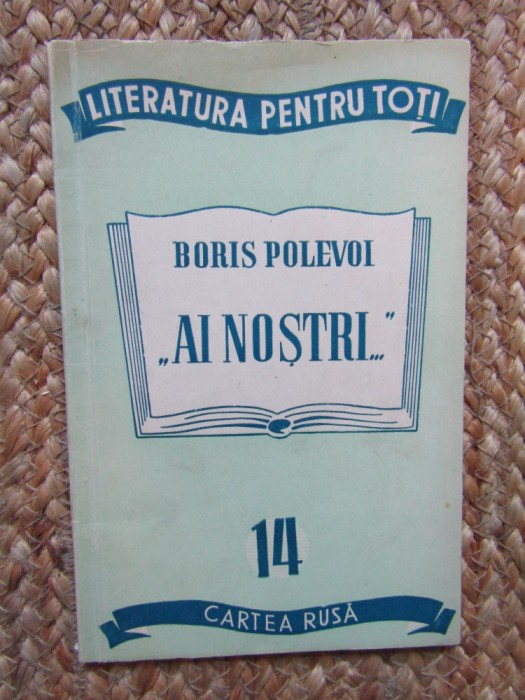 LITERATURA PENTRU TOȚI
BORIS POLEVOI
„AI NOȘTRI..."
14
CARTEA RUSĂ